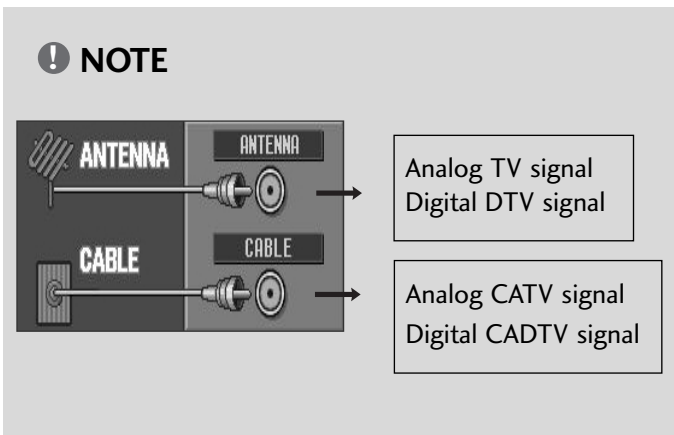 ! NOTE
ANTENNA
ANTENNA
Analog TV signal
Digital DTV signal
CABLE
CABLE
Analog CATV signal
Digital CADTV signal